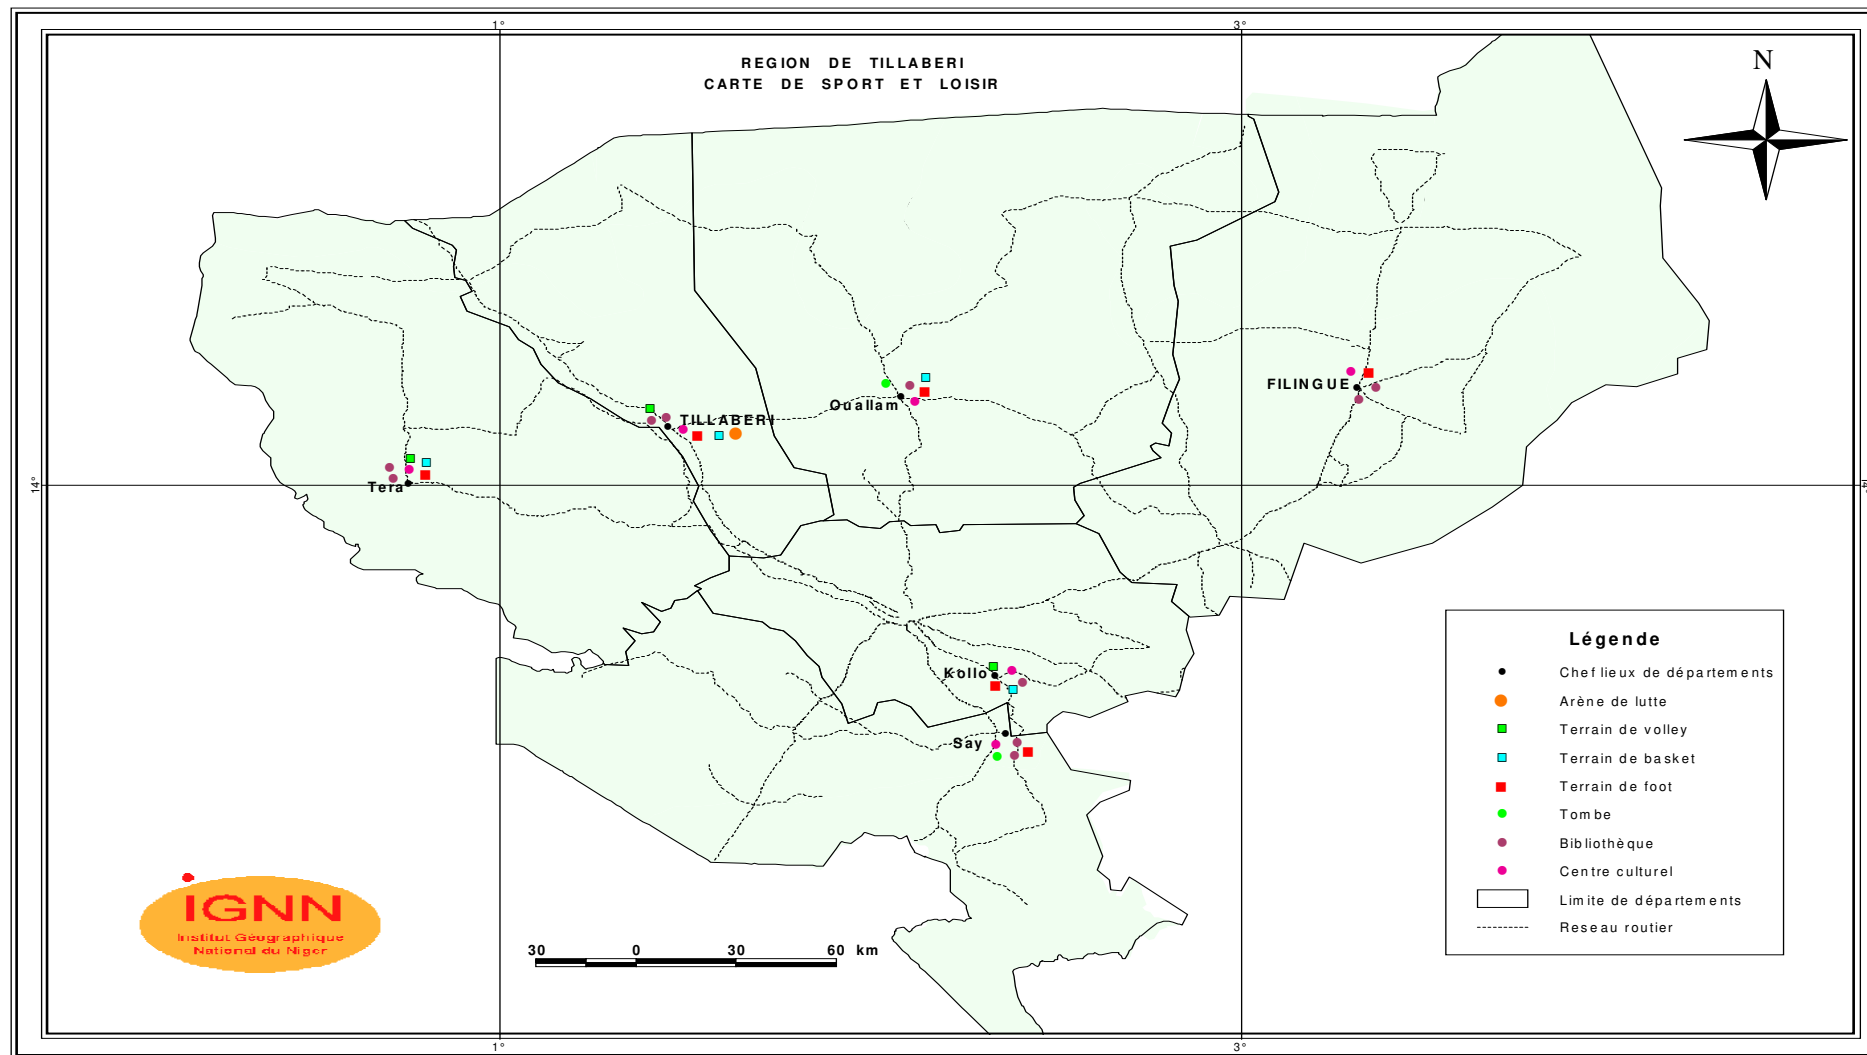 1°
3°
REGION DE TILLABERI
CARTE DE SPORT ET LOISIR
N
FILINGUE
Ouallam
TILLABERI
Tera
14°
14°
Kollo
Say
Légende
Chef lieux de départements
Arène de lutte
Terrain de volley
Terrain de basket
Terrain de foot
Tombe
Bibliothèque
Centre culturel
Limite de départements
Reseau routier
IGNN
Institut Géographique
National du Niger
30 0 30 60 km
1°
3°